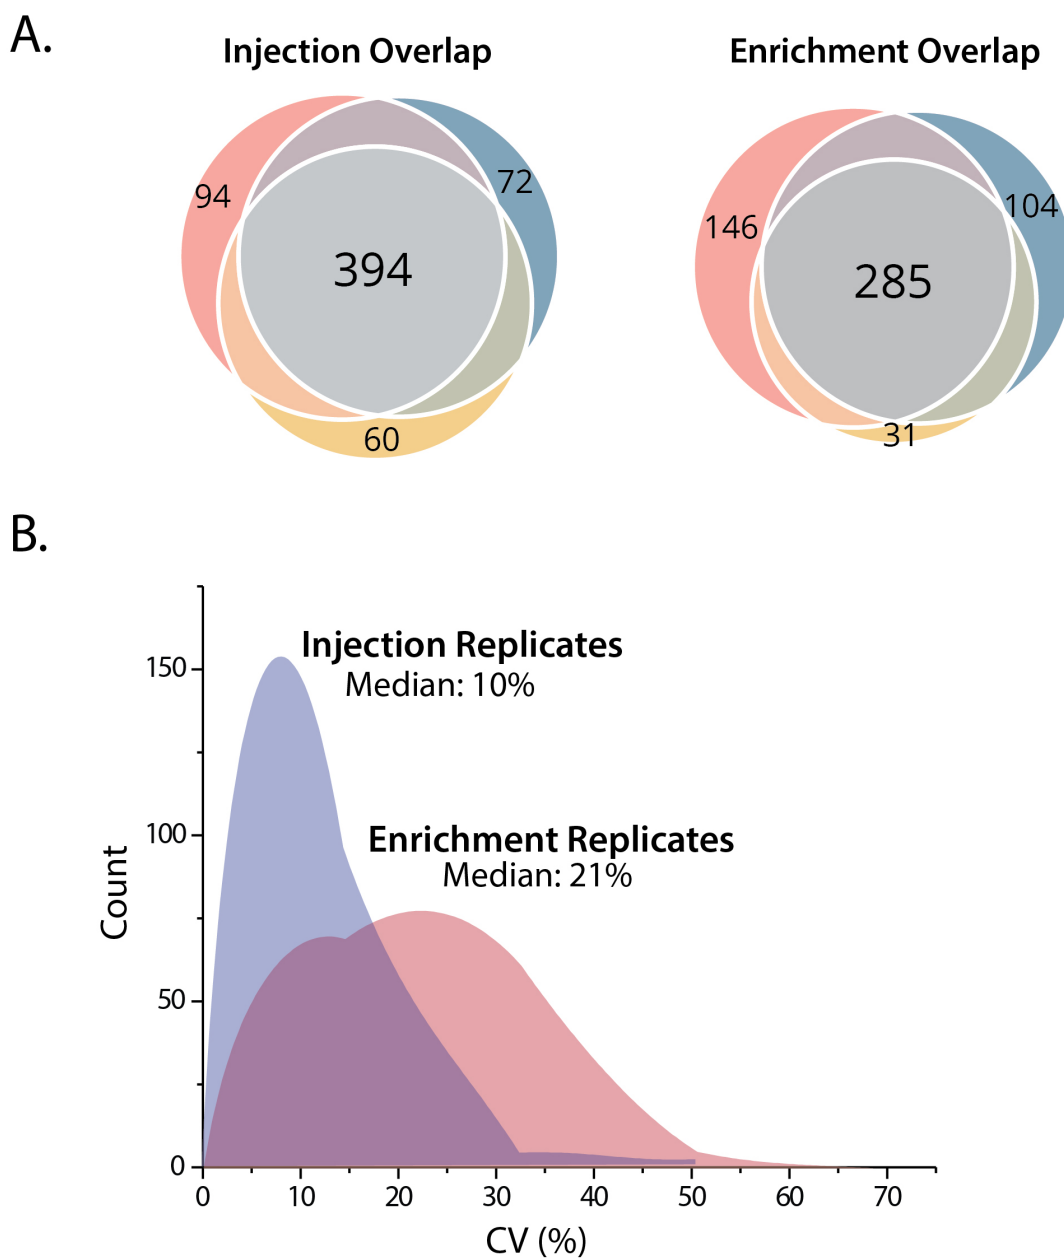 A.
Injection Overlap
Enrichment Overlap
94
72
394
60
146
104
285
31
B.
Injection Replicates
Median: 10%
Enrichment Replicates
Median: 21%
Count
150
100
50
0
0 10 20 30 40 50 60 70
CV (%)